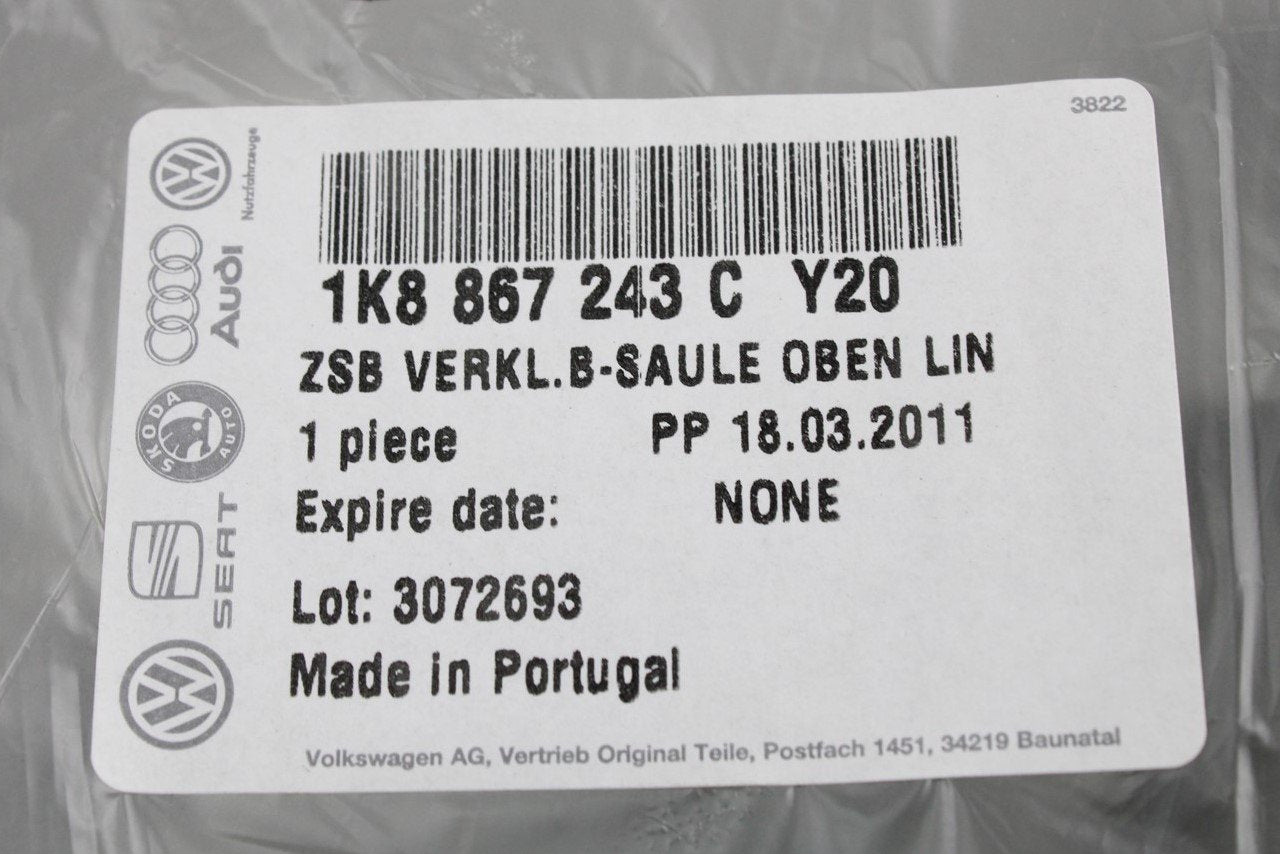 3822
Nutzfahrzeuge
Audi
SKODA
AUTO
SEAT
1K8 867 243 C Y20
ZSB VERKL.B-SAULE OBEN LIN
1 piece PP 18.03.2011
Expire date: NONE
Lot: 3072693
Made in Portugal
Volkswagen AG, Vertrieb Original Teile, Postfach 1451, 34219 Baunatal